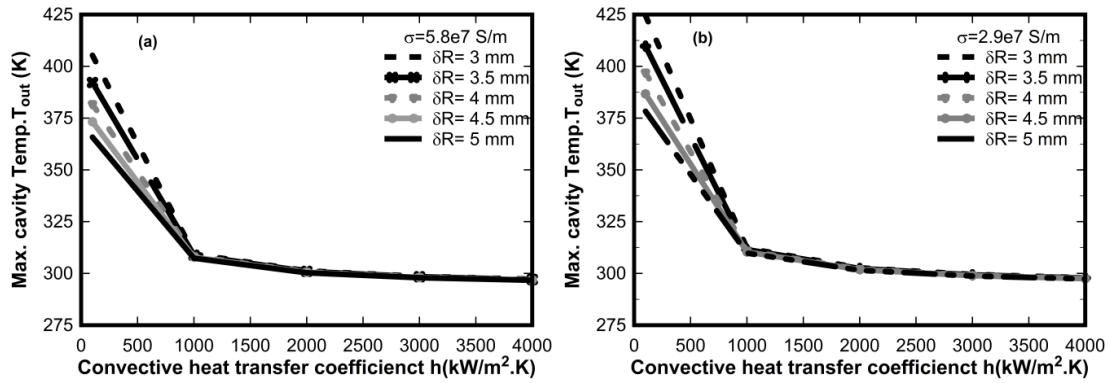 (a)
σ=5.8e7 S/m
δR= 3 mm
δR= 3.5 mm
δR= 4 mm
δR= 4.5 mm
δR= 5 mm
Max. cavity Temp.T_out (K)
425
400
375
350
325
300
275
0 500 1000 1500 2000 2500 3000 3500 4000
Convective heat transfer coefficienct h(kW/m².K)
(b)
σ=2.9e7 S/m
δR= 3 mm
δR= 3.5 mm
δR= 4 mm
δR= 4.5 mm
δR= 5 mm
Max. cavity Temp.T_out (K)
425
400
375
350
325
300
275
0 500 1000 1500 2000 2500 3000 3500 4000
Convective heat transfer coefficienct h(kW/m².K)